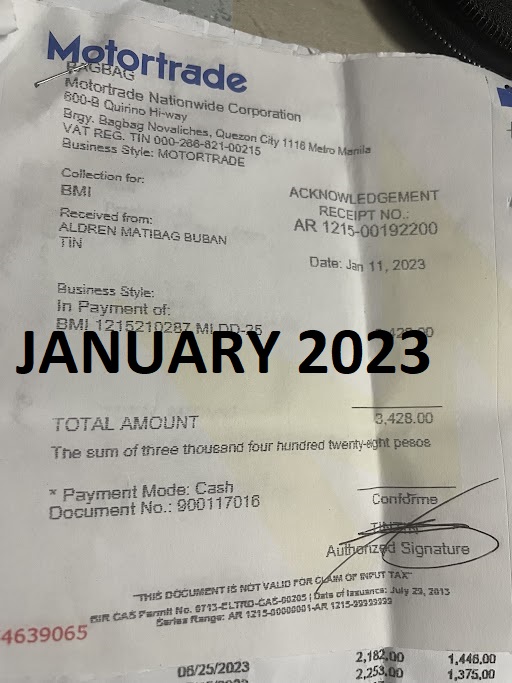 Motortrade
BAGBAG
Motortrade Nationwide Corporation
600-B Quirino Hi-way
Brgy. Bagbag Novaliches, Quezon City 1116 Metro Manila
VAT REG. TIN 000-266-821-00215
Business Style: MOTORTRADE
Collection for:
BMI
ACKNOWLEDGEMENT
RECEIPT NO.:
AR 1215-00192200
Received from:
ALDREN MATIBAG BUBAN
TIN
Date: Jan 11, 2023
Business Style:
In Payment of:
BMI 1215210287 MI DD-25
JANUARY 2023
TOTAL AMOUNT 3,428.00
The sum of three thousand four hundred twenty-eight pesos
* Payment Mode: Cash
Document No.: 900117016
Conforme
TINTIN
Authorized Signature
"THIS DOCUMENT IS NOT VALID FOR CLAIM OF INPUT TAX"
BIR CAS Permit No. 0713-ELTRD-CAS-00205 | Date of Issuance: July 23, 2013
Series Range: AR 1215-00000001-AR 1215-99999999
4639065
06/25/2023 2,182.00 1,446.00
2,253.00 1,375.00